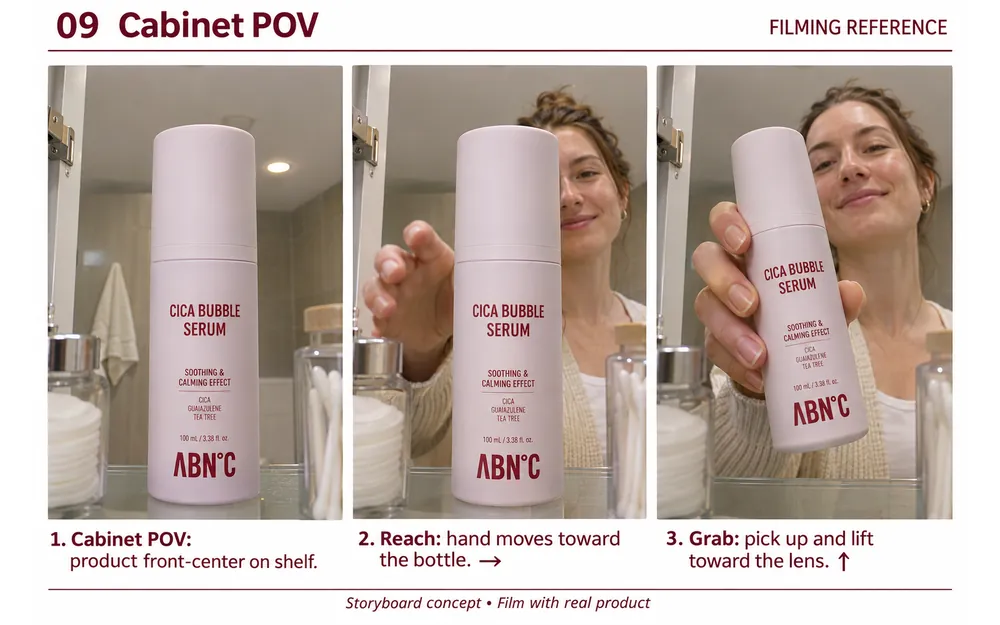 09 Cabinet POV
FILMING REFERENCE
CICA BUBBLE
SERUM
SOOTHING &
CALMING EFFECT
CICA
GUAIAZULENE
TEA TREE
100 mL / 3.38 fl. oz.
ABN°C
CICA BUBBLE
SERUM
SOOTHING &
CALMING EFFECT
CICA
GUAIAZULENE
TEA TREE
100 mL / 3.38 fl. oz.
ABN°C
CICA BUBBLE
SERUM
SOOTHING &
CALMING EFFECT
CICA
GUAIAZULENE
TEA TREE
100 mL / 3.38 fl. oz.
ABN°C
1. Cabinet POV:
product front-center on shelf.
2. Reach: hand moves toward
the bottle. →
3. Grab: pick up and lift
toward the lens. ↑
Storyboard concept • Film with real product